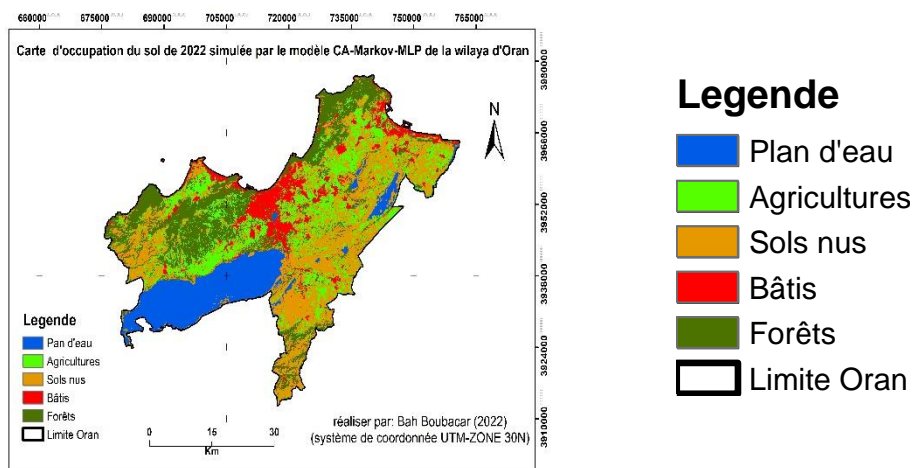 660000 675000 690000 705000 720000 735000 750000 765000
Carte d'occupation du sol de 2022 simulée par le modèle CA-Markov-MLP de la wilaya d'Oran
N
3980000
3966000
3952000
3938000
3924000
3910000
Legende
Plan d'eau
Agricultures
Sols nus
Bâtis
Forêts
Limite Oran
0 15 30
Km
réaliser par: Bah Boubacar (2022)
(système de coordonnée UTM-ZONE 30N)
Legende
Plan d'eau
Agricultures
Sols nus
Bâtis
Forêts
Limite Oran